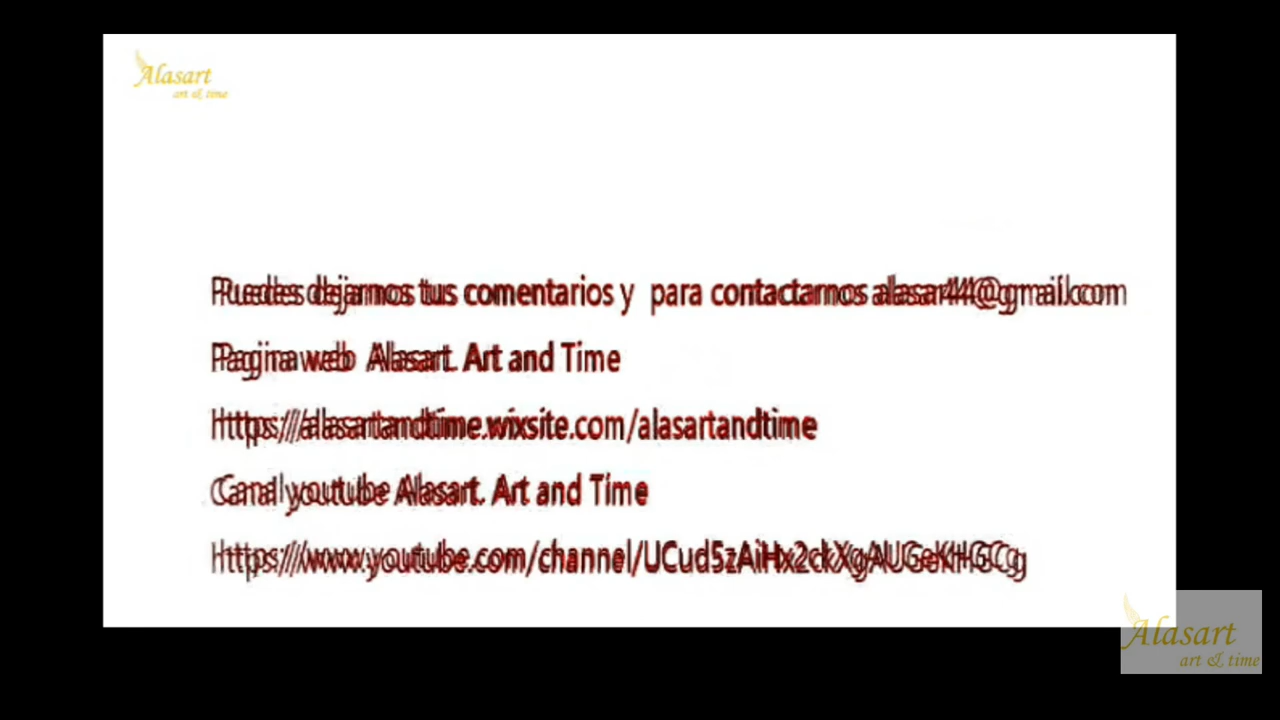 Alasart
art & time
Puedes dejarnos tus comentarios y para contactarnos alasar44@gmail.com
Pagina web Alasart. Art and Time
https://alasartandtime.wixsite.com/alasartandtime
Canal youtube Alasart. Art and Time
Alasart
art & time